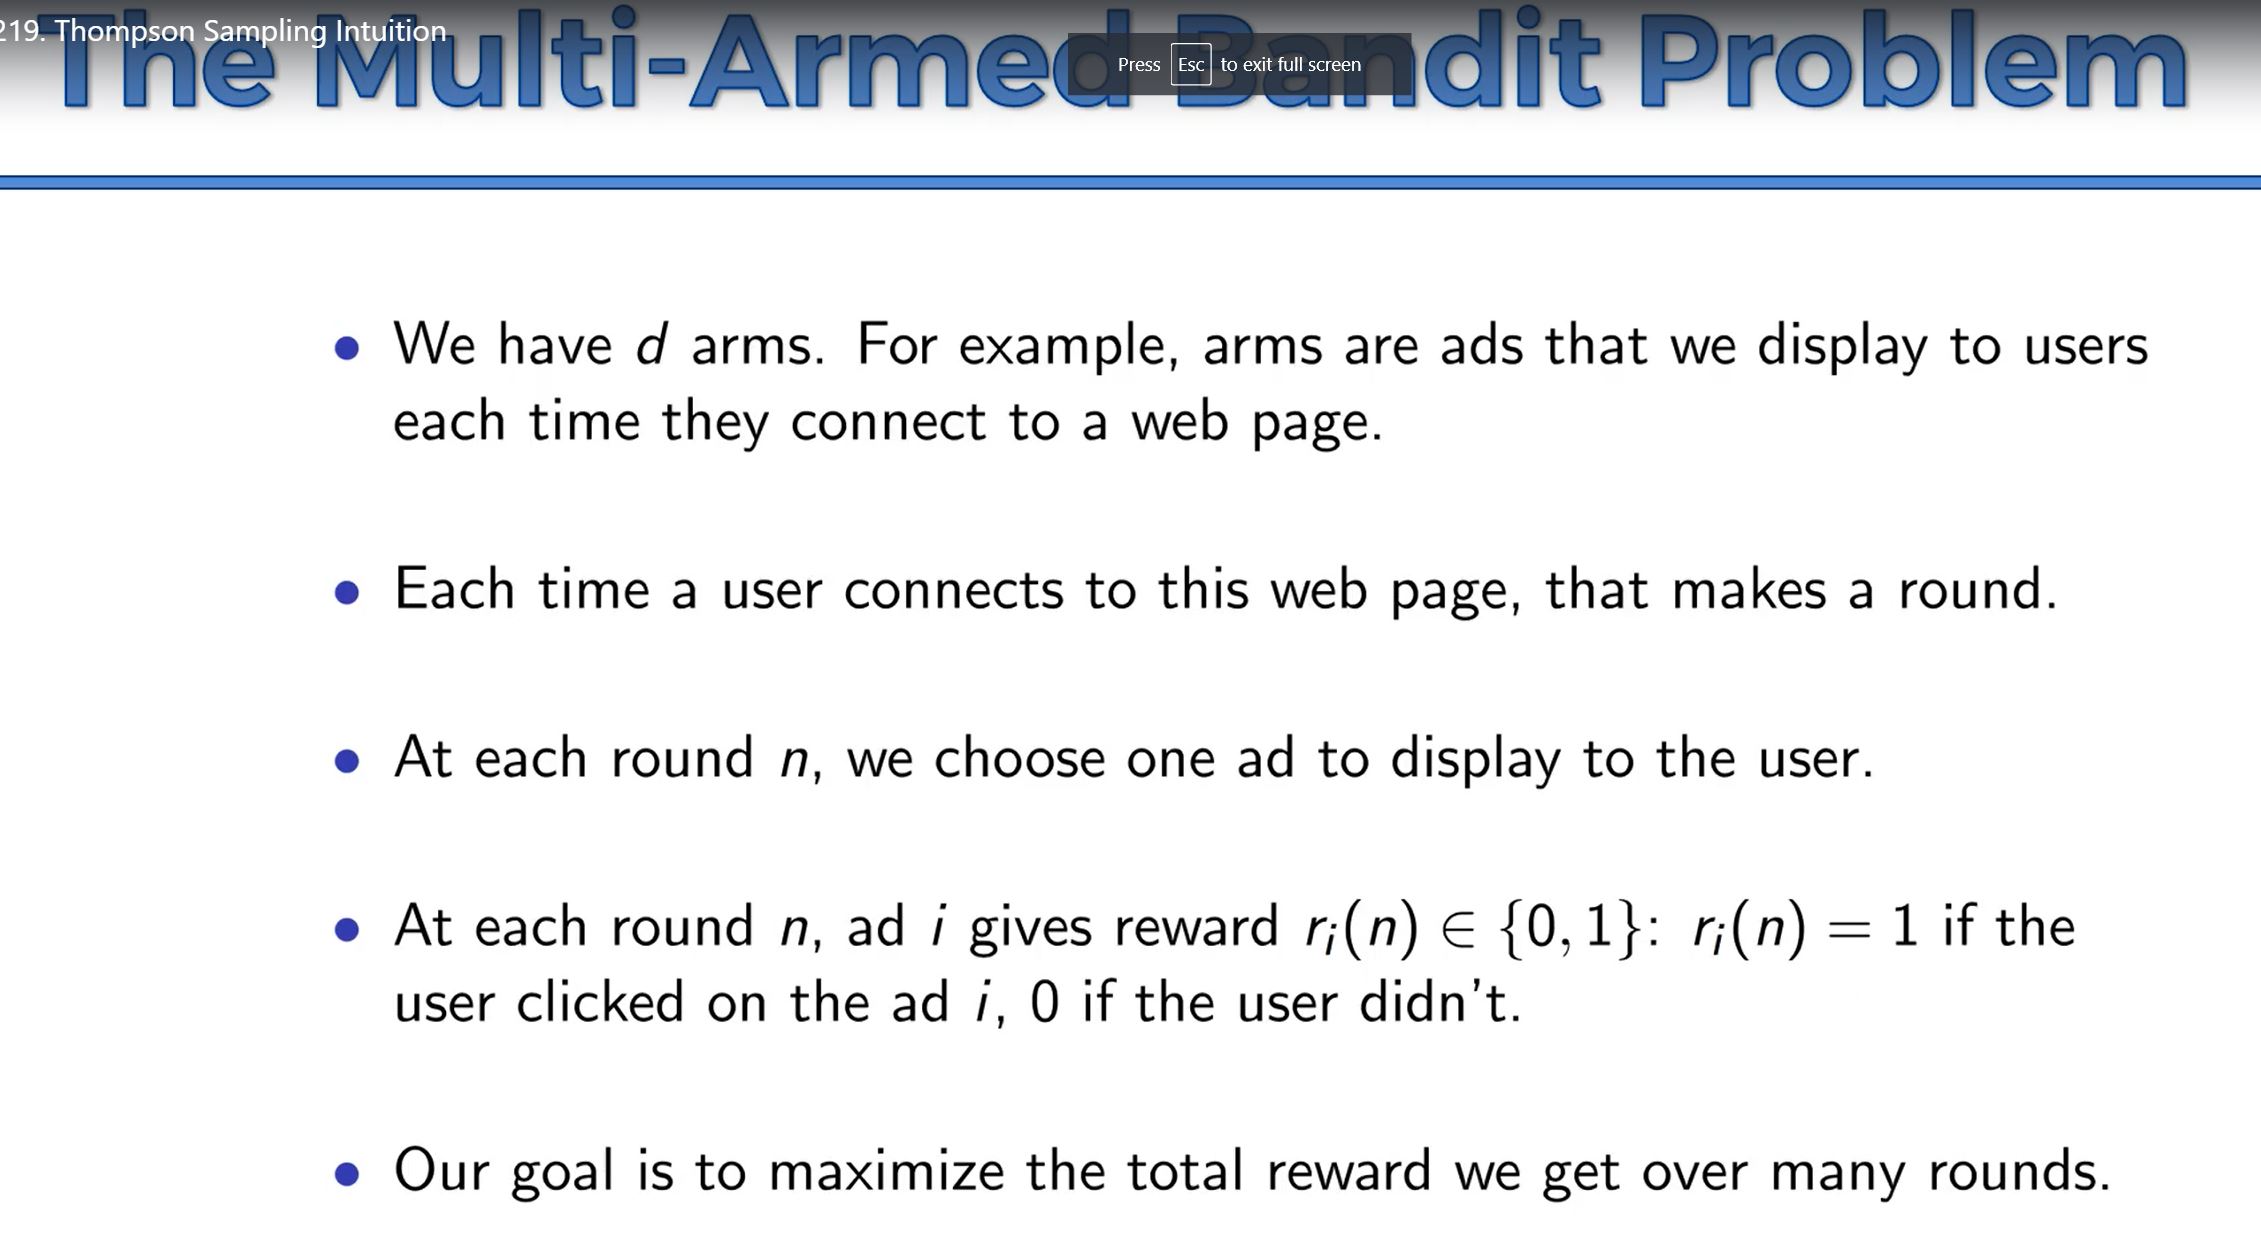 219. Thompson Sampling Intuition
The Multi-Armed Bandit Problem
Press Esc to exit full screen
• We have d arms. For example, arms are ads that we display to users
each time they connect to a web page.
• Each time a user connects to this web page, that makes a round.
• At each round n, we choose one ad to display to the user.
• At each round n, ad i gives reward rᵢ(n) ∈ {0, 1}: rᵢ(n) = 1 if the
user clicked on the ad i, 0 if the user didn't.
• Our goal is to maximize the total reward we get over many rounds.